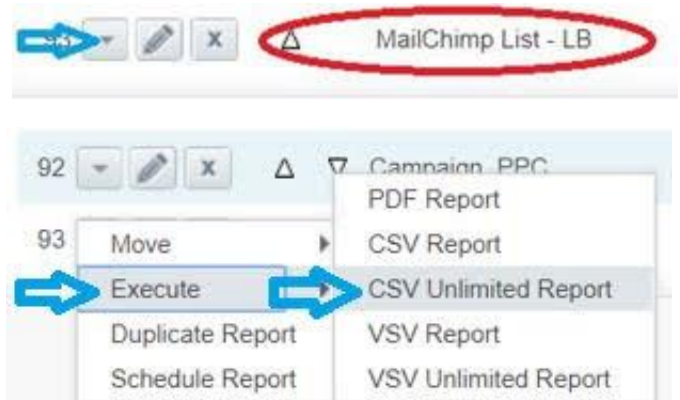 93 x MailChimp List - LB
92 x Campaign PPC
PDF Report
93 Move CSV Report
Execute CSV Unlimited Report
Duplicate Report VSV Report
Schedule Report VSV Unlimited Report